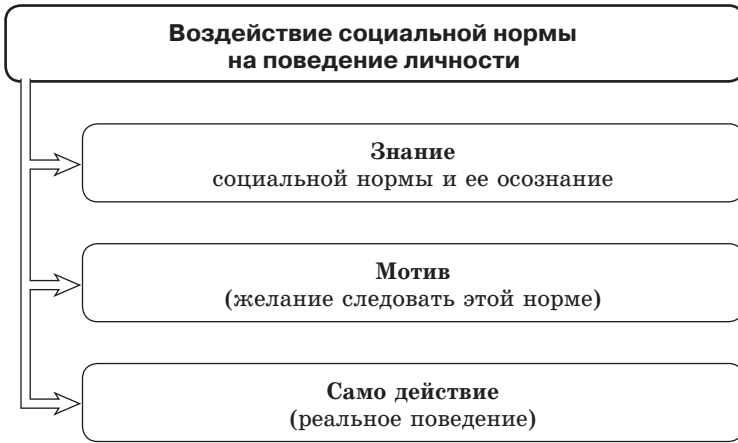 Воздействие социальной нормы
на поведение личности
Знание
социальной нормы и ее осознание
Мотив
(желание следовать этой норме)
Само действие
(реальное поведение)